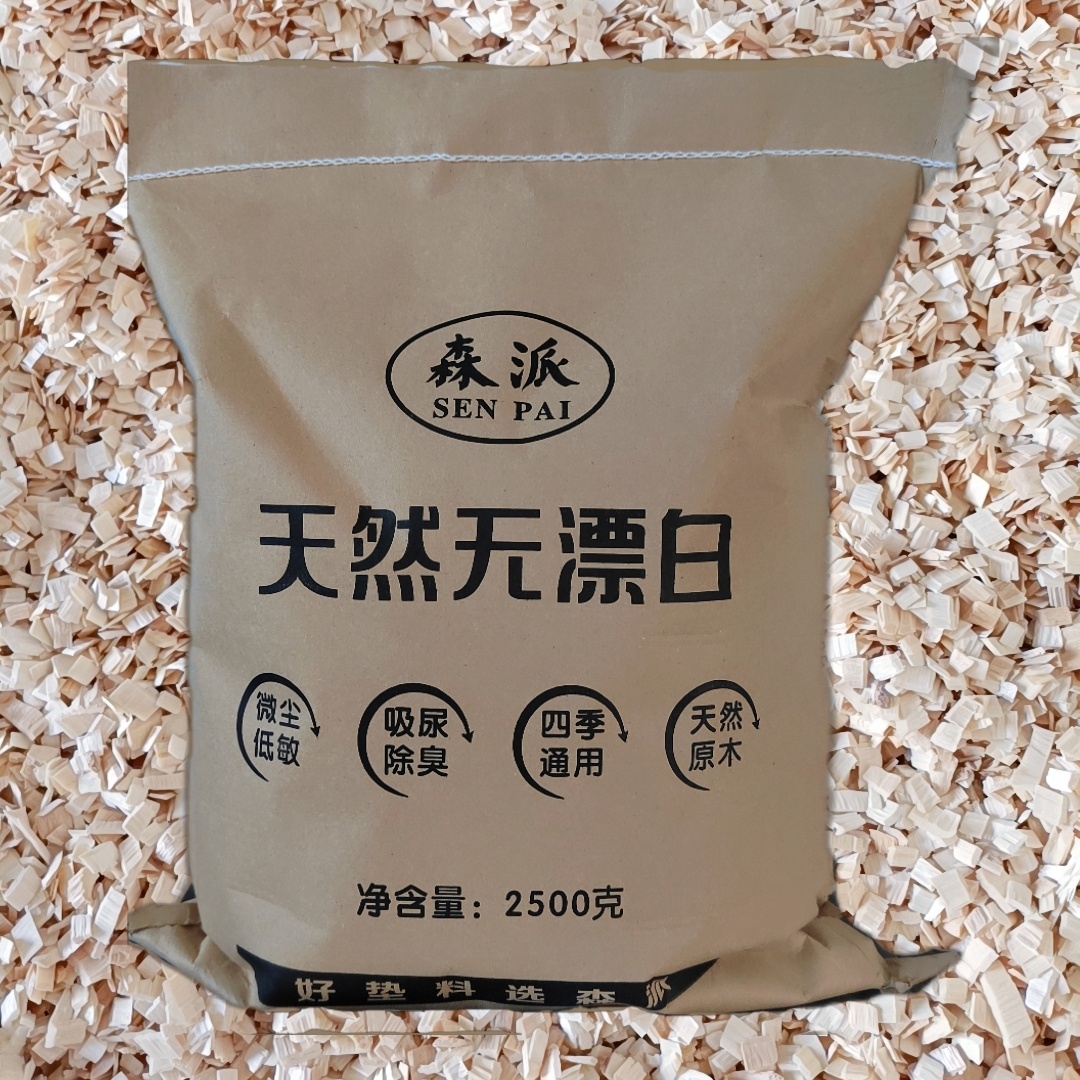 森派
SEN PAI
天然无漂白
微尘
低敏
吸尿
除臭
四季
通用
天然
原木
净含量：2500克
好垫料选森派